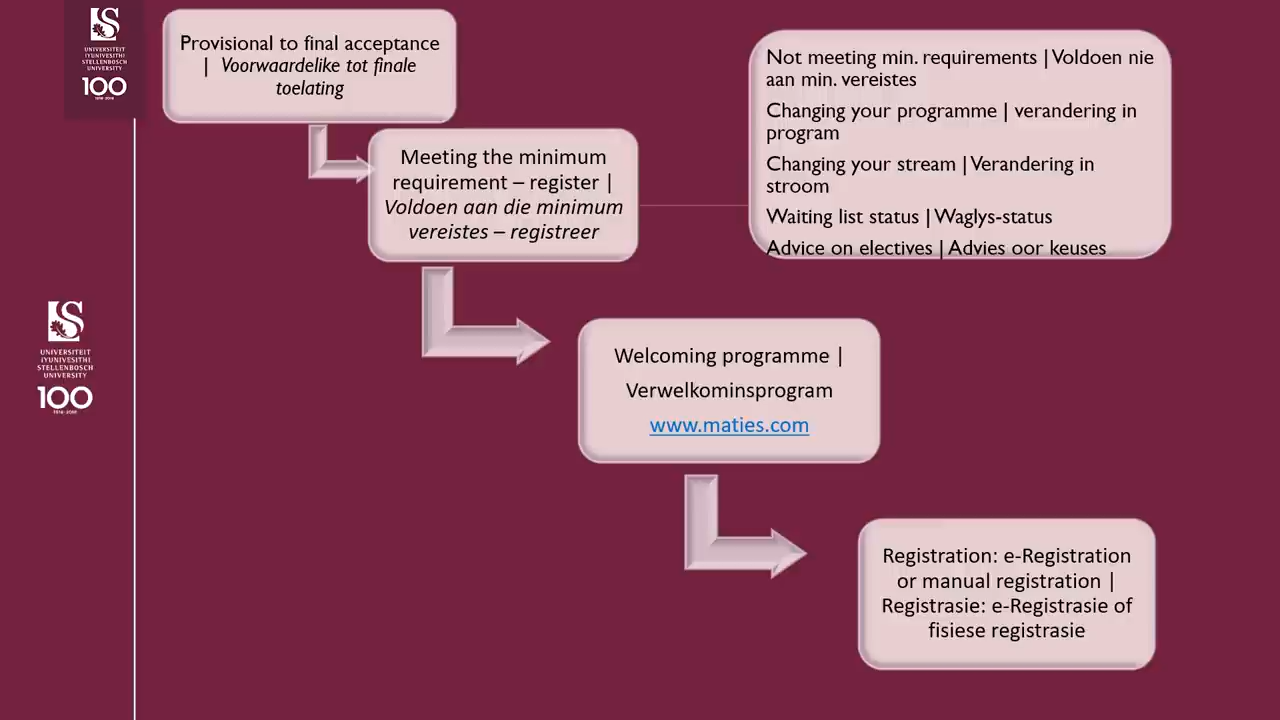 UNIVERSITEIT
IYUNIVESITHI
STELLENBOSCH
UNIVERSITY
100
1918 - 2018
Provisional to final acceptance
| Voorwaardelike tot finale
toelating
Meeting the minimum
requirement – register |
Voldoen aan die minimum
vereistes – registreer
Not meeting min. requirements | Voldoen nie
aan min. vereistes
Changing your programme | verandering in
program
Changing your stream | Verandering in
stroom
Waiting list status | Waglys-status
Advice on electives | Advies oor keuses
UNIVERSITEIT
IYUNIVESITHI
STELLENBOSCH
UNIVERSITY
100
1918 - 2018
Welcoming programme |
Verwelkominsprogram
www.maties.com
Registration: e-Registration
or manual registration |
Registrasie: e-Registrasie of
fisiese registrasie